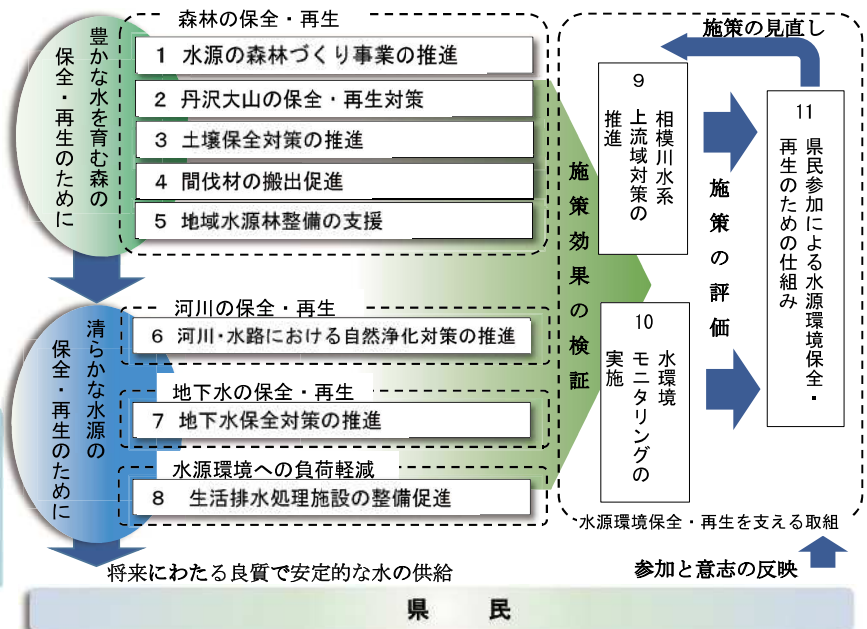 豊かな水を育む森の
保全・再生のために
森林の保全・再生
1 水源の森林づくり事業の推進
2 丹沢大山の保全・再生対策
3 土壌保全対策の推進
4 間伐材の搬出促進
5 地域水源林整備の支援
清らかな水源の
保全・再生のために
河川の保全・再生
6 河川・水路における自然浄化対策の推進
地下水の保全・再生
7 地下水保全対策の推進
水源環境への負荷軽減
8 生活排水処理施設の整備促進
施策効果の検証
施策の見直し
9
相模川水系
上流域対策の
推進
10
水環境
モニタリングの
実施
施策の評価
11
県民参加による水源環境保全・
再生のための仕組み
水源環境保全・再生を支える取組
将来にわたる良質で安定的な水の供給
参加と意志の反映
県 民